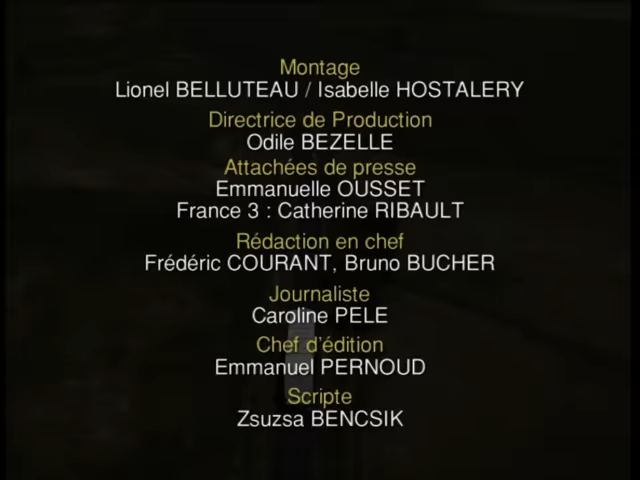 Montage
Lionel BELLUTEAU / Isabelle HOSTALERY
Directrice de Production
Odile BEZELLE
Attachées de presse
Emmanuelle OUSSET
France 3 : Catherine RIBAULT
Rédaction en chef
Frédéric COURANT, Bruno BUCHER
Journaliste
Caroline PELE
Chef d'édition
Emmanuel PERNOUD
Scripte
Zsuzsa BENCSIK